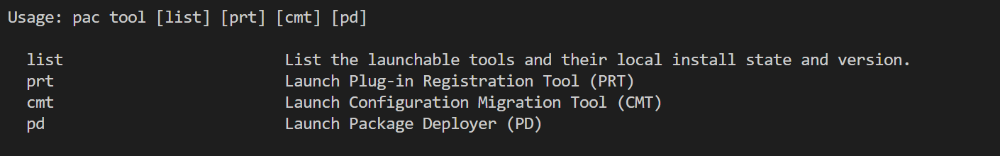 Usage: pac tool [list] [prt] [cmt] [pd]
list List the launchable tools and their local install state and version.
prt Launch Plug-in Registration Tool (PRT)
cmt Launch Configuration Migration Tool (CMT)
pd Launch Package Deployer (PD)